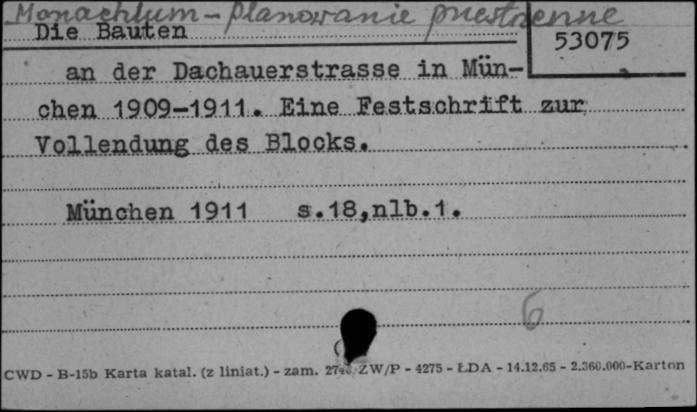 Monachium - planowanie przestrzenne
Die Bauten
53075
an der Dachauerstrasse in Mün-
chen 1909-1911. Eine Festschrift zur
Vollendung des Blocks.
München 1911 s.18,nlb.1.
6
CWD - B-15b Karta katal. (z liniat.) - zam. ZW/P - 4275 - ŁDA - 14.12.65 - 2.360.000-Karton